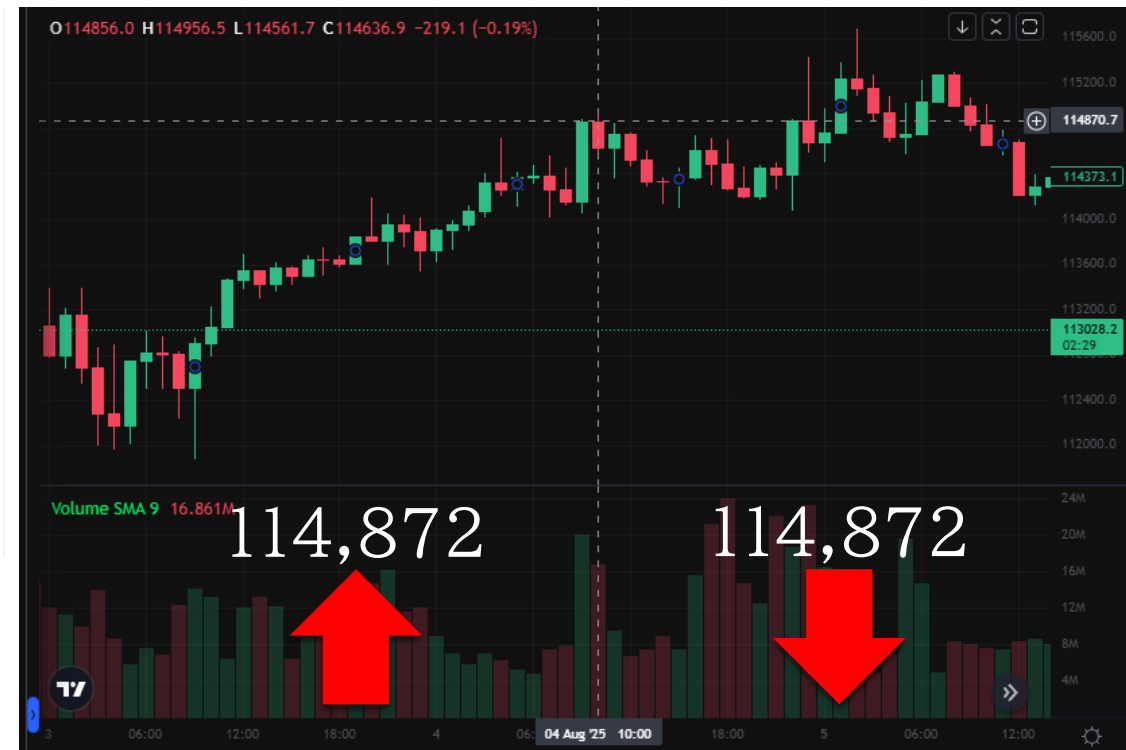 O114856.0 H114956.5 L114561.7 C114636.9 −219.1 (−0.19%)
115600.0
115200.0
114870.7
114373.1
114000.0
113600.0
113200.0
113028.2
02:29
112400.0
112000.0
Volume SMA 9 16.861M
24M
114,872 114,872
20M
16M
12M
8M
4M
3 06:00 12:00 18:00 4 06: 04 Aug '25 10:00 18:00 5 06:00 12:00